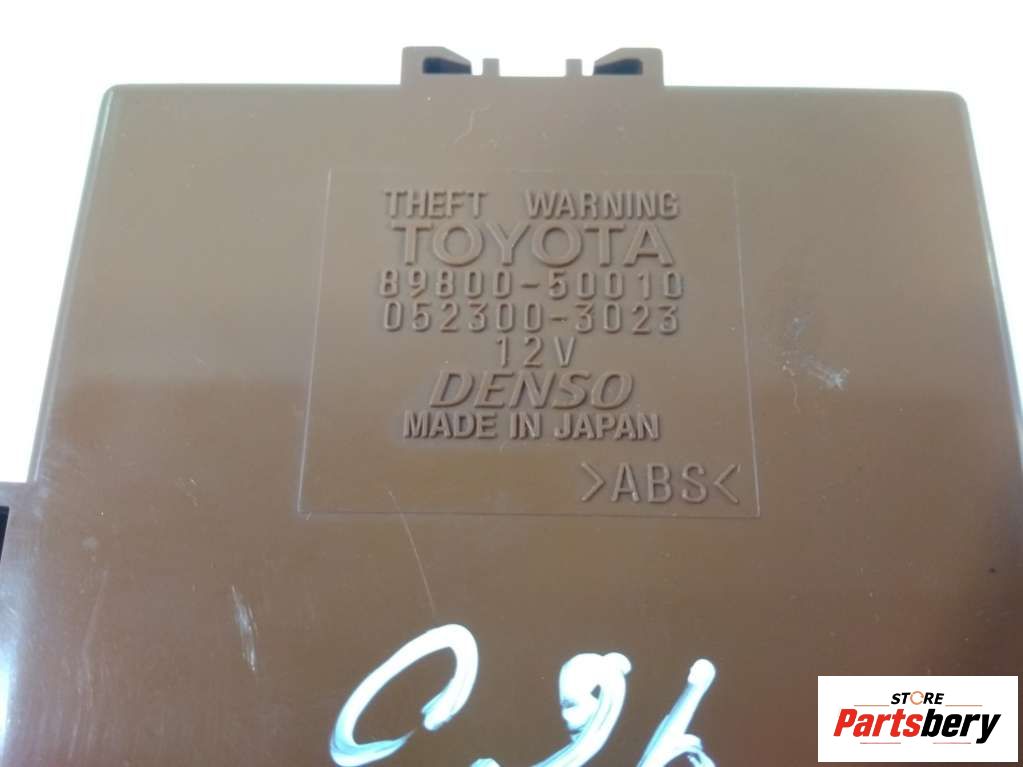 THEFT WARNING
TOYOTA
89800-50010
052300-3023
12V
DENSO
MADE IN JAPAN
>ABS<
STORE
Partsbery